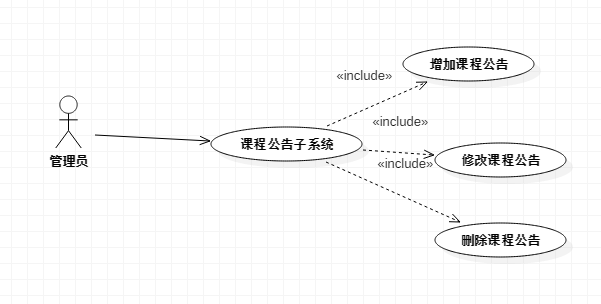 增加课程公告
«include»
«include»
课程公告子系统
管理员
修改课程公告
«include»
删除课程公告